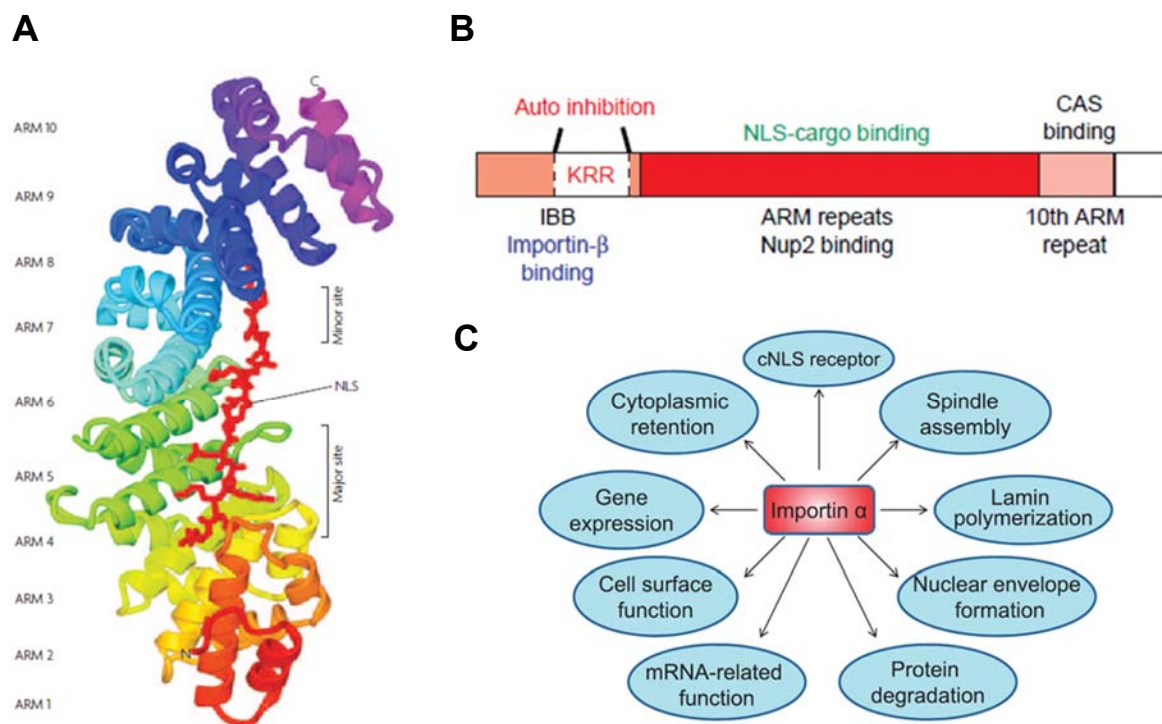 A
C
ARM 10
ARM 9
ARM 8
ARM 7
ARM 6
ARM 5
ARM 4
ARM 3
ARM 2
ARM 1
N
Minor site
NLS
Major site
B
Auto inhibition
NLS-cargo binding
CAS
binding
KRR
IBB
Importin-β
binding
ARM repeats
Nup2 binding
10th ARM
repeat
C
cNLS receptor
Cytoplasmic
retention
Spindle
assembly
Gene
expression
Importin α
Lamin
polymerization
Cell surface
function
Nuclear envelope
formation
mRNA-related
function
Protein
degradation